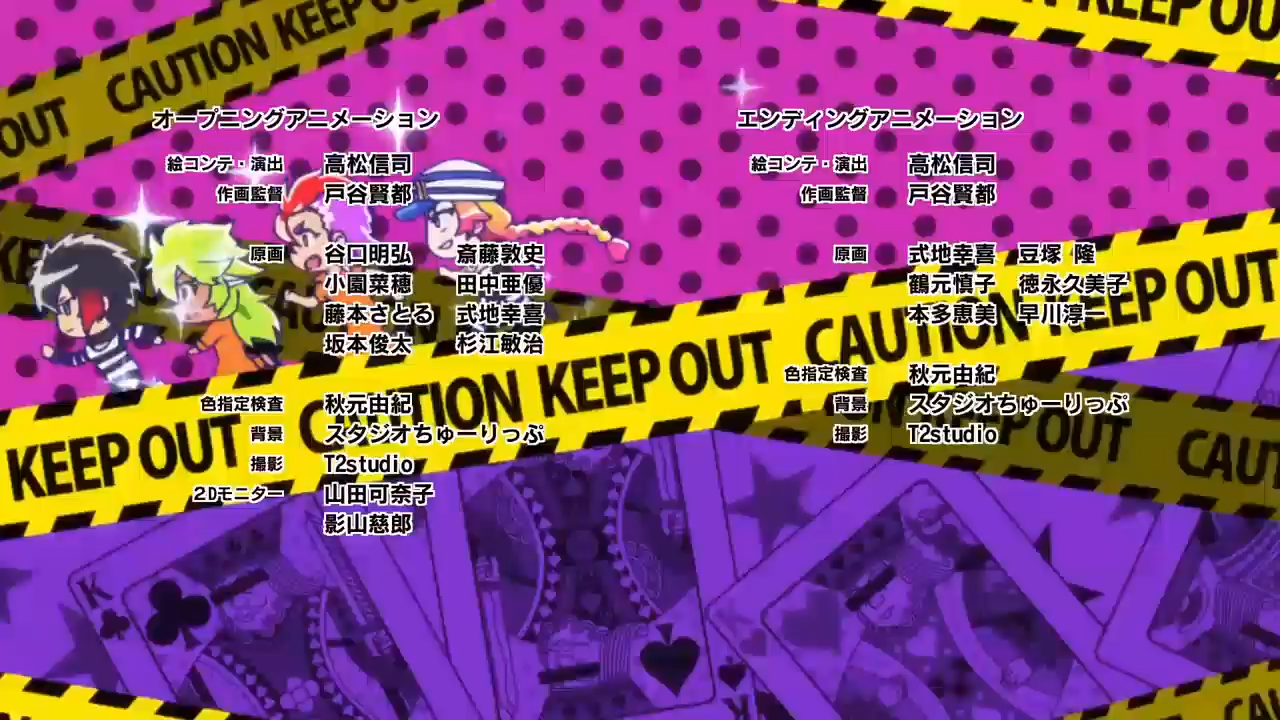 CAUTION KEEP OUT
KEEP OU
OUT
オープニングアニメーション
絵コンテ・演出 高松信司
作画監督 戸谷賢都
原画 谷口明弘 斎藤敦史
小園菜穂 田中亜優
藤本さとる 式地幸喜
坂本俊太 杉江敏治
色指定検査 秋元由紀
背景 スタジオちゅーりっぷ
撮影 T2studio
2Dモニター 山田可奈子
影山慈郎
エンディングアニメーション
絵コンテ・演出 高松信司
作画監督 戸谷賢都
原画 式地幸喜 豆塚 隆
鶴元慎子 徳永久美子
本多恵美 早川淳一
色指定検査 秋元由紀
背景 スタジオちゅーりっぷ
撮影 T2studio
KEEP OUT CAUTION KEEP OUT CAUTION KEEP OUT
KEEP OUT CAUT
K
K
CAU